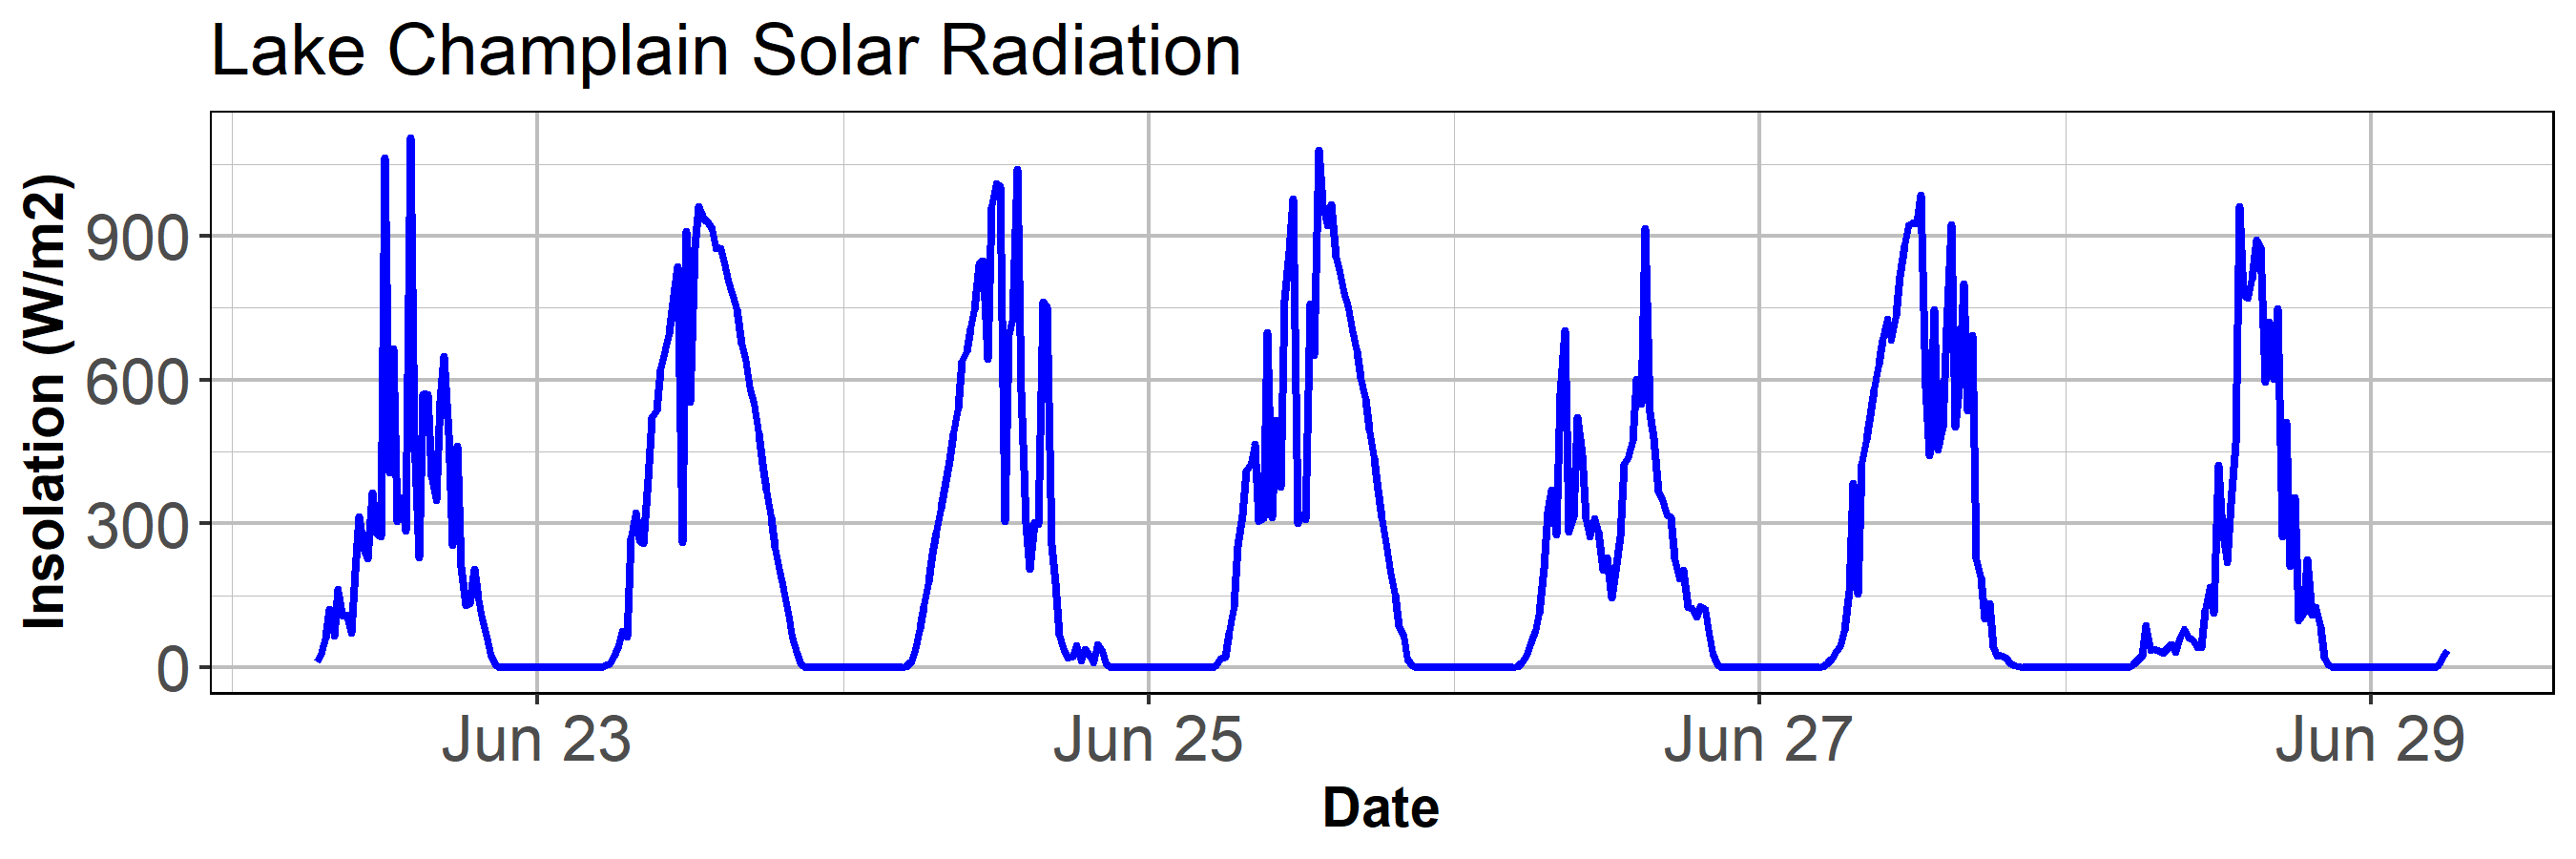 Lake Champlain Solar Radiation
Insolation (W/m2)
900
600
300
0
Jun 23
Jun 25
Jun 27
Jun 29
Date